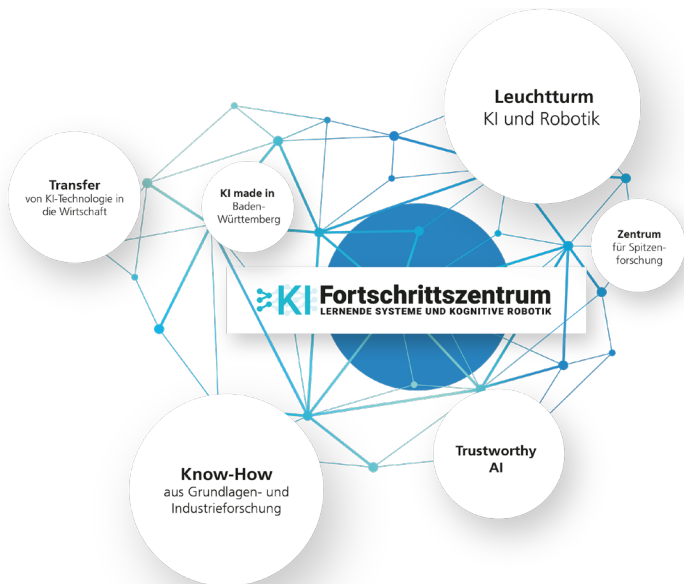 Leuchtturm
KI und Robotik
Transfer
von KI-Technologie in
die Wirtschaft
KI made in
Baden-
Württemberg
Zentrum
für Spitzen-
forschung
KI Fortschrittszentrum
LERNENDE SYSTEME UND KOGNITIVE ROBOTIK
Trustworthy
AI
Know-How
aus Grundlagen- und
Industrieforschung